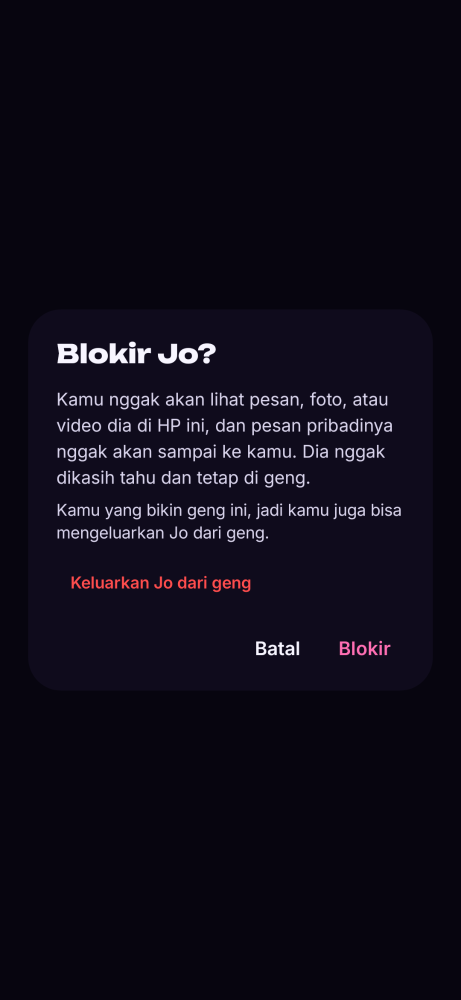 Blokir Jo?
Kamu nggak akan lihat pesan, foto, atau
video dia di HP ini, dan pesan pribadinya
nggak akan sampai ke kamu. Dia nggak
dikasih tahu dan tetap di geng.
Kamu yang bikin geng ini, jadi kamu juga bisa
mengeluarkan Jo dari geng.
Keluarkan Jo dari geng
Batal
Blokir